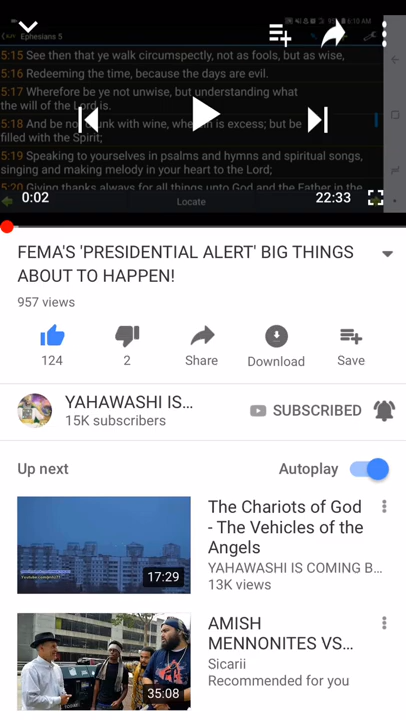 Ephesians 5
6:10 AM
5:15 See then that ye walk circumspectly, not as fools, but as wise,
5:16 Redeeming the time, because the days are evil.
5:17 Wherefore be ye not unwise, but understanding what
the will of the Lord is.
5:18 And be not drunk with wine, wherein is excess; but be
filled with the Spirit;
5:19 Speaking to yourselves in psalms and hymns and spiritual songs,
singing and making melody in your heart to the Lord;
5:20 Giving thanks always for all things unto God and the Father in the
Locate
0:02
22:33
FEMA'S 'PRESIDENTIAL ALERT' BIG THINGS
ABOUT TO HAPPEN!
957 views
124
2
Share
Download
Save
YAHAWASHI IS...
15K subscribers
SUBSCRIBED
Up next
Autoplay
17:29
The Chariots of God
- The Vehicles of the
Angels
YAHAWASHI IS COMING B...
13K views
35:08
AMISH
MENNONITES VS...
Sicarii
Recommended for you